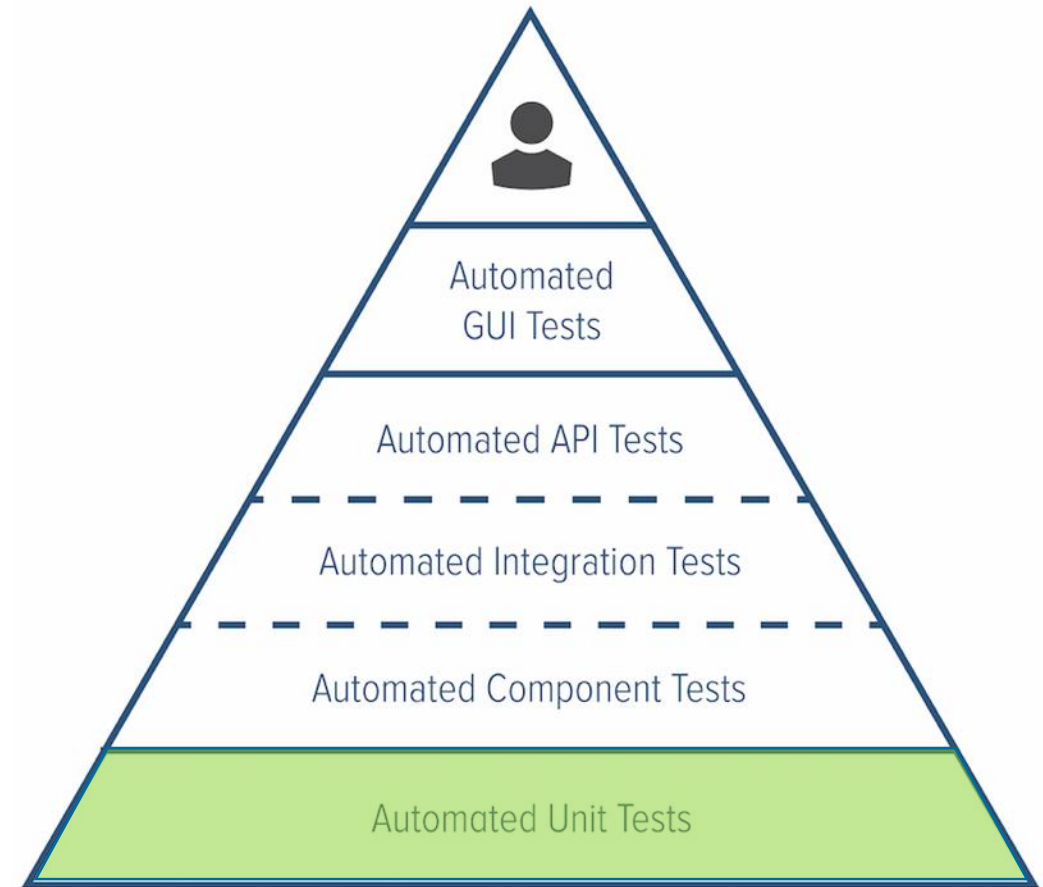 Automated
GUI Tests
Automated API Tests
Automated Integration Tests
Automated Component Tests
Automated Unit Tests